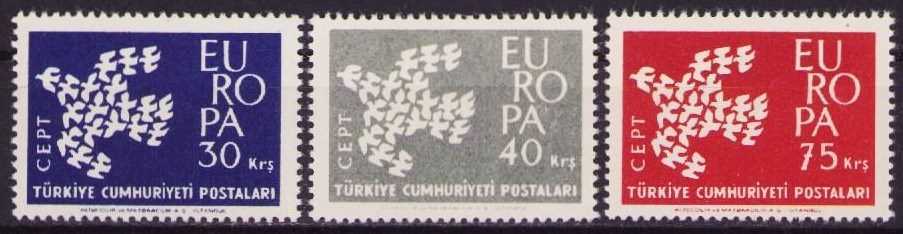 CEPT
EU
RO
PA
30 Krş
TÜRKİYE CUMHURİYETİ POSTALARI
CEPT
EU
RO
PA
40 Krş
TÜRKİYE CUMHURİYETİ POSTALARI
CEPT
EU
RO
PA
75 Krş
TÜRKİYE CUMHURİYETİ POSTALARI